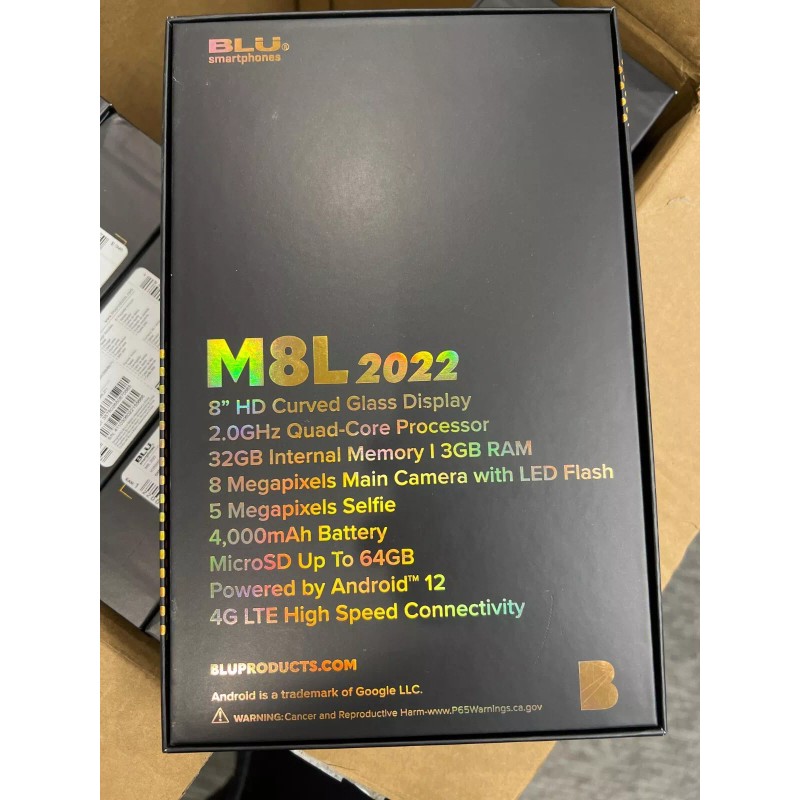 BLU®
smartphones
M8L 2022
8” HD Curved Glass Display
2.0GHz Quad-Core Processor
32GB Internal Memory I 3GB RAM
8 Megapixels Main Camera with LED Flash
5 Megapixels Selfie
4,000mAh Battery
MicroSD Up To 64GB
Powered by Android™ 12
4G LTE High Speed Connectivity
BLUPRODUCTS.COM
Android is a trademark of Google LLC.
WARNING: Cancer and Reproductive Harm-www.P65Warnings.ca.gov
B
BLU